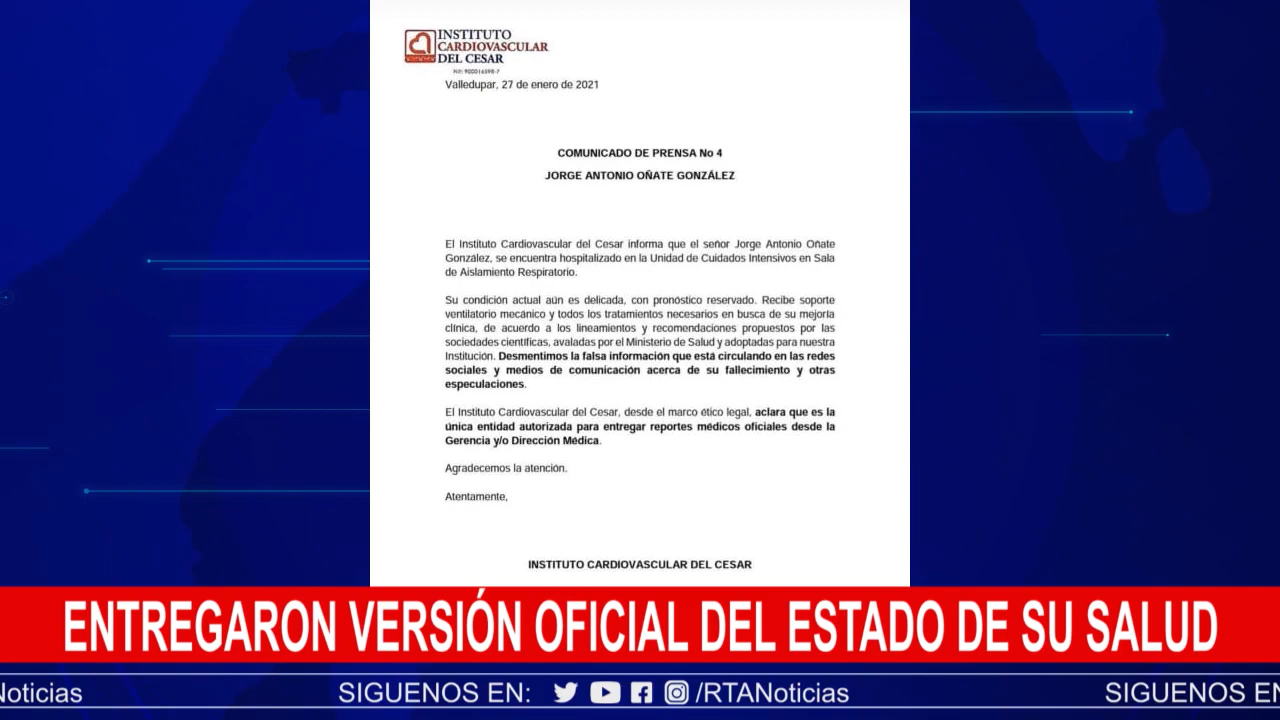 INSTITUTO
CARDIOVASCULAR
DEL CESAR
Valledupar, 27 de enero de 2021
COMUNICADO DE PRENSA No 4
JORGE ANTONIO OÑATE GONZÁLEZ
El Instituto Cardiovascular del Cesar informa que el señor Jorge Antonio Oñate
González, se encuentra hospitalizado en la Unidad de Cuidados Intensivos en Sala
de Aislamiento Respiratorio.
Su condición actual aún es delicada, con pronóstico reservado. Recibe soporte
ventilatorio mecánico y todos los tratamientos necesarios en busca de su mejoría
clínica, de acuerdo a los lineamientos y recomendaciones propuestos por las
sociedades científicas, avaladas por el Ministerio de Salud y adoptadas para nuestra
Institución. Desmentimos la falsa información que está circulando en las redes
sociales y medios de comunicación acerca de su fallecimiento y otras
especulaciones.
El Instituto Cardiovascular del Cesar, desde el marco ético legal, aclara que es la
única entidad autorizada para entregar reportes médicos oficiales desde la
Gerencia y/o Dirección Médica.
Agradecemos la atención.
Atentamente,
INSTITUTO CARDIOVASCULAR DEL CESAR
ENTREGARON VERSIÓN OFICIAL DEL ESTADO DE SU SALUD
Noticias SIGUENOS EN: /RTANoticias SIGUENOS EN